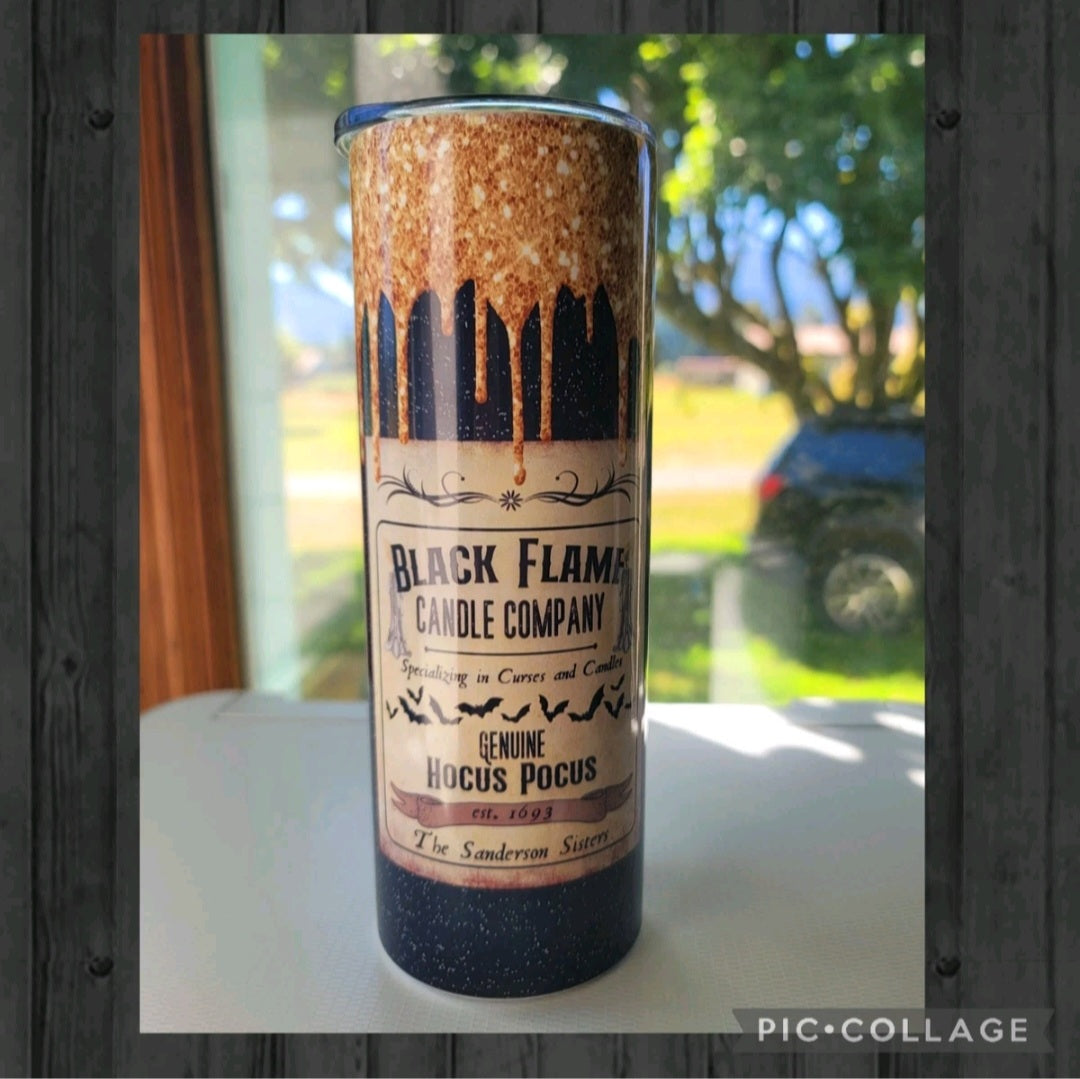 BLACK FLAME
CANDLE COMPANY
Specializing in Curses and Candles
GENUINE
HOCUS POCUS
est. 1693
The Sanderson Sisters
PIC•COLLAGE